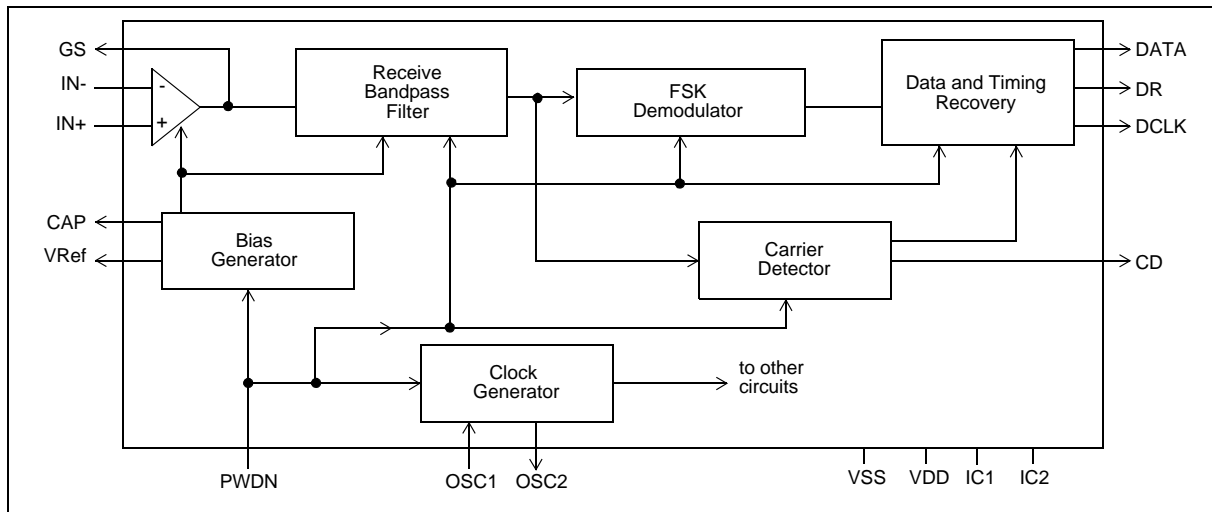 GS
IN-
IN+
-
+
Receive
Bandpass
Filter
FSK
Demodulator
Data and Timing
Recovery
DATA
DR
DCLK
CAP
VRef
Bias
Generator
Carrier
Detector
CD
Clock
Generator
to other
circuits
PWDN
OSC1
OSC2
VSS
VDD
IC1
IC2